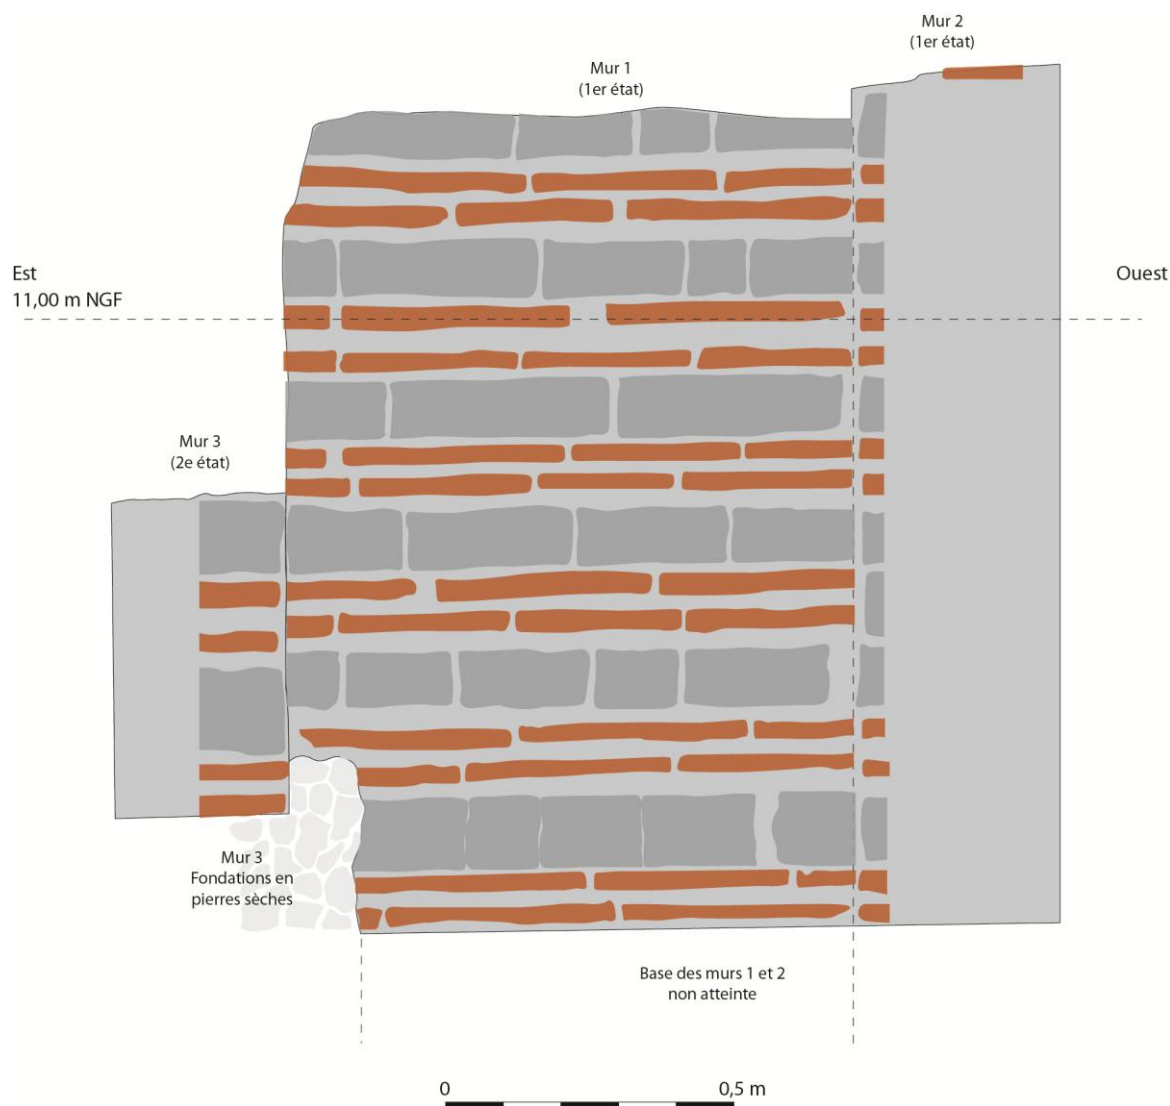 Mur 2
(1er état)
Mur 1
(1er état)
Est
11,00 m NGF
Ouest
Mur 3
(2e état)
Mur 3
Fondations en
pierres sèches
Base des murs 1 et 2
non atteinte
0
0,5 m